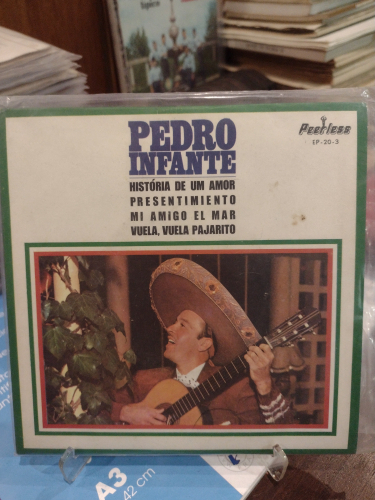 PEDRO
INFANTE
HISTÓRIA DE UM AMOR
PRESENTIMIENTO
MI AMiGO EL MAR
VUELA, VUELA PAJARITO
Peerless
EP-20-3
A3
42 cm